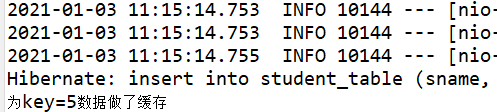 2021-01-03 11:15:14.753  INFO 10144 --- [nio-
2021-01-03 11:15:14.753  INFO 10144 --- [nio-
2021-01-03 11:15:14.755  INFO 10144 --- [nio-
Hibernate: insert into student_table (sname,
为key=5数据做了缓存